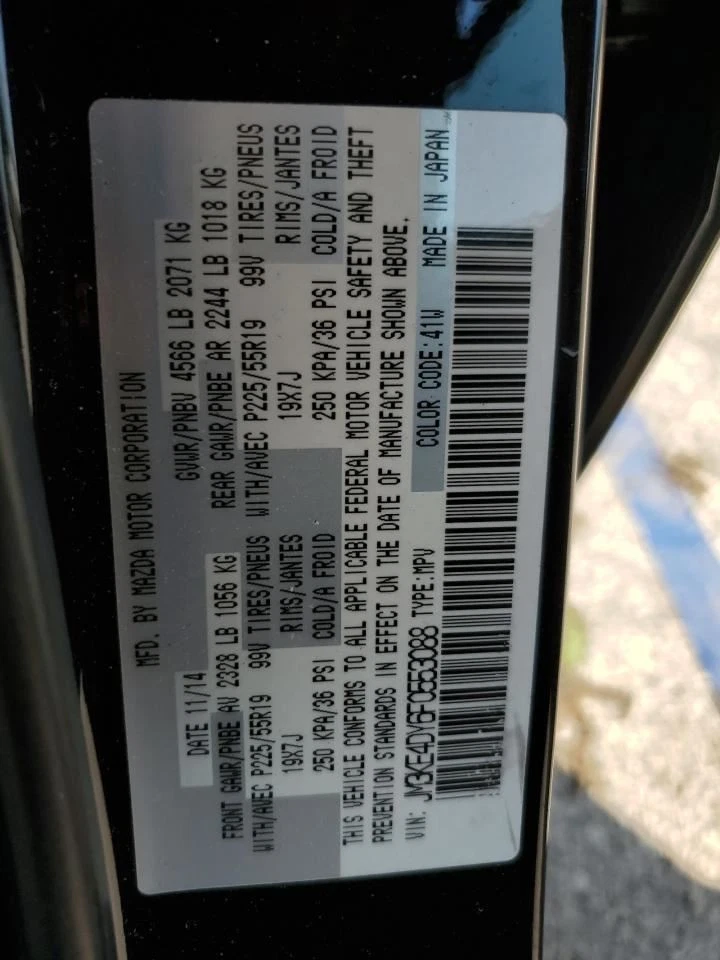 MFD. BY MAZDA MOTOR CORPORATION
DATE 11/14 GVWR/PNBV 4566 LB 2071 KG
FRONT GAWR/PNBE AV 2328 LB 1056 KG REAR GAWR/PNBE AR 2244 LB 1018 KG
WITH/AVEC P225/55R19 99V TIRES/PNEUS WITH/AVEC P225/55R19 99V TIRES/PNEUS
19X7J RIMS/JANTES 19X7J RIMS/JANTES
250 KPA/36 PSI COLD/A FROID 250 KPA/36 PSI COLD/A FROID
THIS VEHICLE CONFORMS TO ALL APPLICABLE FEDERAL MOTOR VEHICLE SAFETY AND THEFT
PREVENTION STANDARDS IN EFFECT ON THE DATE OF MANUFACTURE SHOWN ABOVE.
VIN: JM3KE4DY6F0553088 TYPE:MPV COLOR CODE:41W MADE IN JAPAN